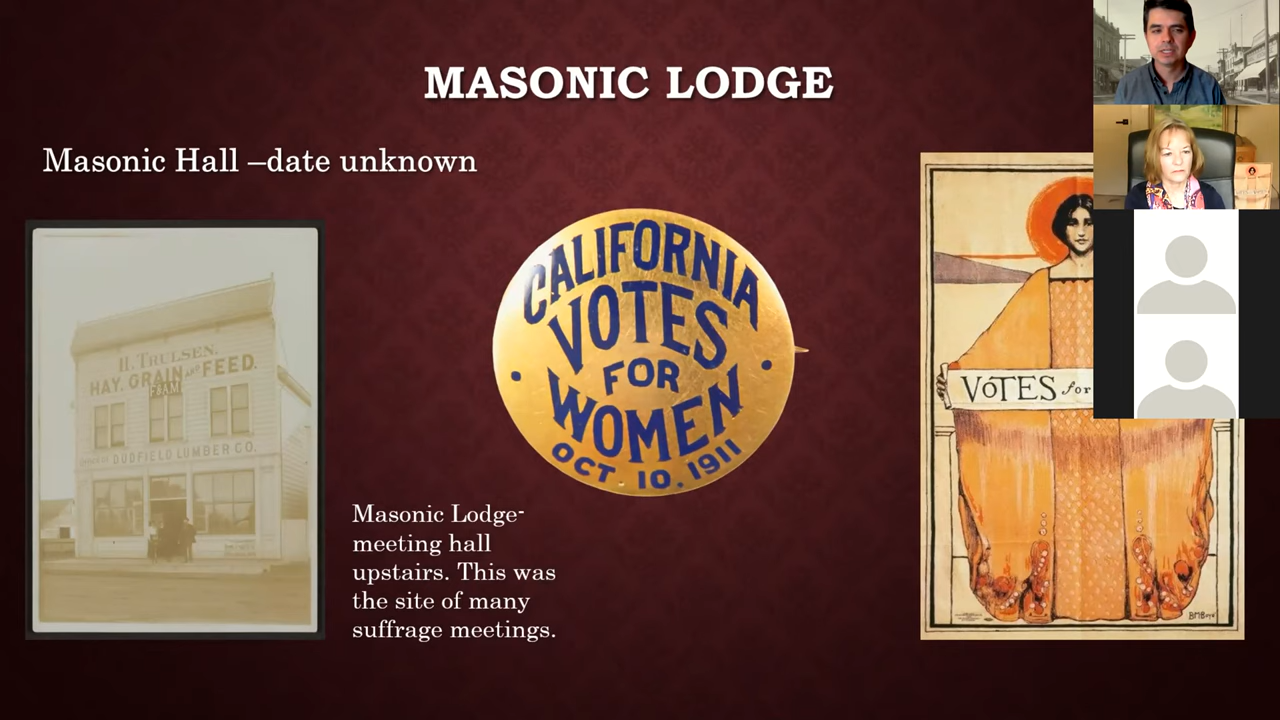 MASONIC LODGE
Masonic Hall –date unknown
H. TRULSEN.
HAY. GRAIN AND FEED.
F&AM
DUDFIELD LUMBER CO.
CALIFORNIA
VOTES
FOR
WOMEN
OCT. 10, 1911
Masonic Lodge-
meeting hall
upstairs. This was
the site of many
suffrage meetings.
VOTES for